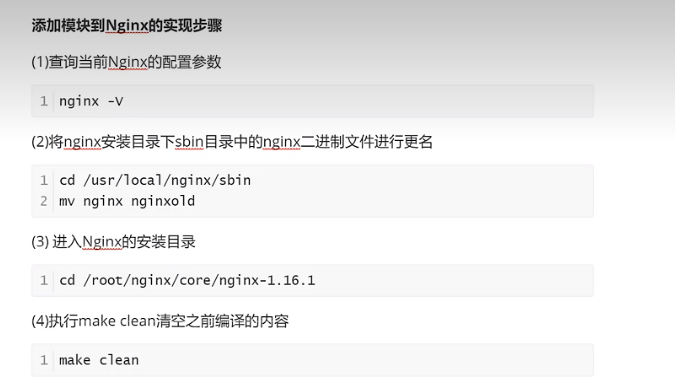 添加模块到Nginx的实现步骤
(1)查询当前Nginx的配置参数
1 nginx -V
(2)将nginx安装目录下sbin目录中的nginx二进制文件进行更名
1 cd /usr/local/nginx/sbin
2 mv nginx nginxold
(3) 进入Nginx的安装目录
1 cd /root/nginx/core/nginx-1.16.1
(4)执行make clean清空之前编译的内容
1 make clean